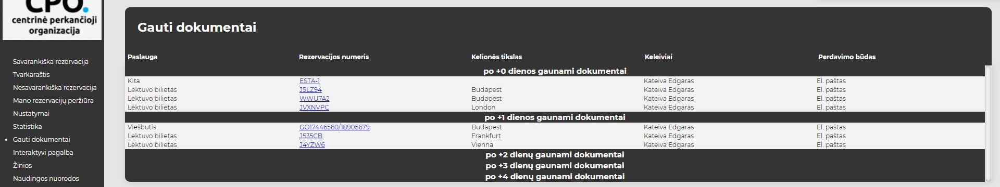 CPO.
centrinė perkančioji
organizacija
Savarankiška rezervacija
Tvarkaraštis
Nesavarankiška rezervacija
Mano rezervacijų peržiūra
Nustatymai
Statistika
Gauti dokumentai
Interaktyvi pagalba
Žinios
Naudingos nuorodos
Gauti dokumentai
Paslauga Rezervacijos numeris Kelionės tikslas Keleiviai Perdavimo būdas
po +0 dienos gaunami dokumentai
Kita ESTA-1 Kateiva Edgaras El. paštas
Lėktuvo bilietas J5LZ94 Budapest Kateiva Edgaras El. paštas
Lėktuvo bilietas WWU7A2 Budapest Kateiva Edgaras El. paštas
Lėktuvo bilietas JVXNVPC London Kateiva Edgaras El. paštas
po +1 dienos gaunami dokumentai
Viešbutis GO17446560/18905679 Budapest Kateiva Edgaras El. paštas
Lėktuvo bilietas J535CB Frankfurt Kateiva Edgaras El. paštas
Lėktuvo bilietas J4YZW6 Vienna Kateiva Edgaras El. paštas
po +2 dienų gaunami dokumentai
po +3 dienų gaunami dokumentai
po +4 dienų gaunami dokumentai